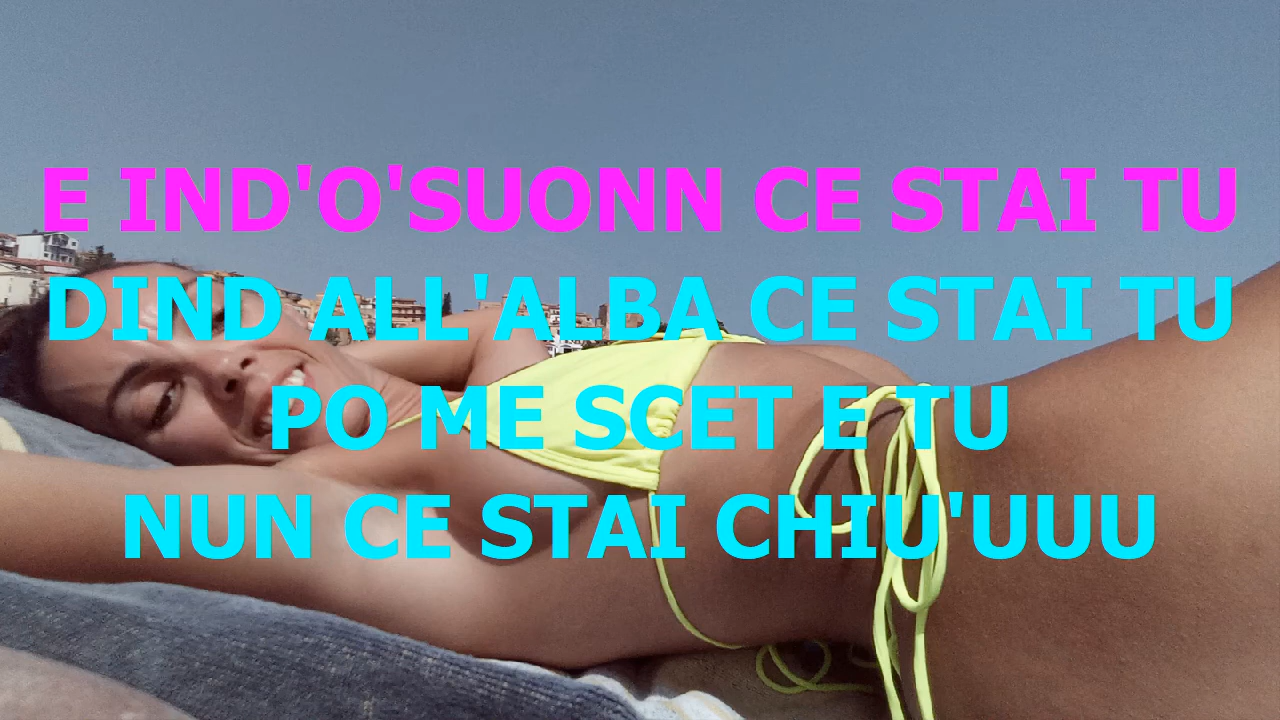 E IND'O'SUONN CE STAI TU
DIND ALL'ALBA CE STAI TU
PO ME SCET E TU
NUN CE STAI CHIU'UUU